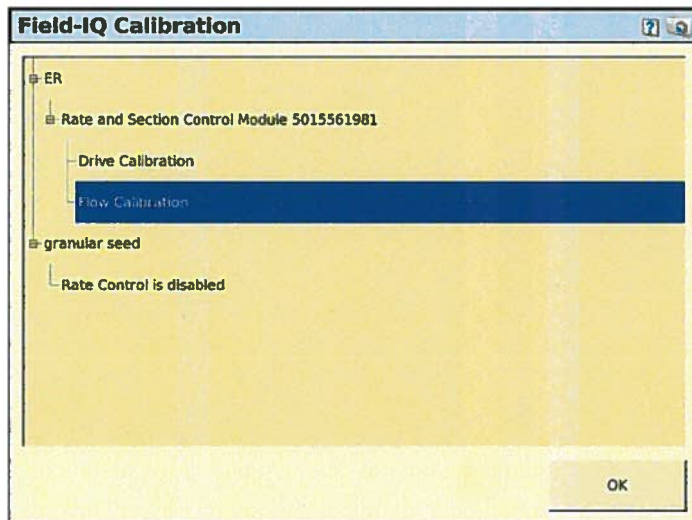 Field-IQ Calibration
ER
Rate and Section Control Module 5015561981
Drive Calibration
Flow Calibration
granular seed
Rate Control is disabled
OK